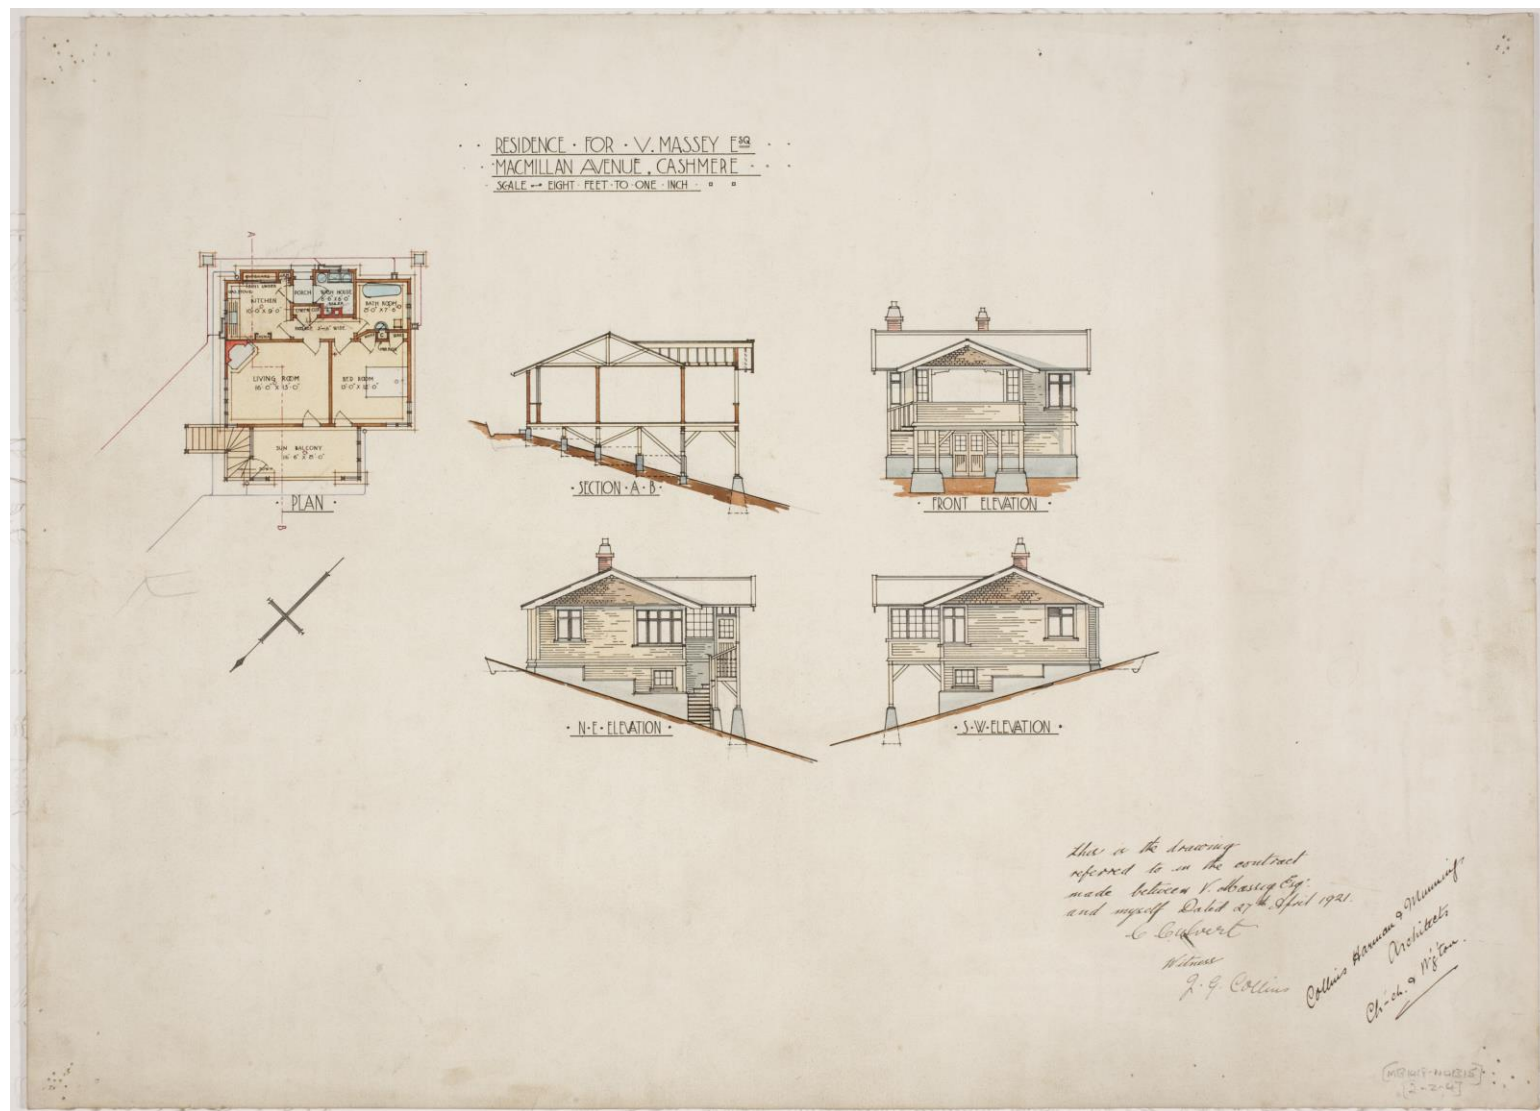 RESIDENCE · FOR · V. MASSEY ESQ
MACMILLAN AVENUE . CASHMERE
SCALE EIGHT · FEET · TO · ONE · INCH
A
KITCHEN
PORCH
WASH HOUSE
BATH ROOM
LIVING ROOM
16'-0" X 13'-0"
BED ROOM
SUN BALCONY
· PLAN ·
B
· SECTION · A · B ·
· FRONT ELEVATION ·
· N · E · ELEVATION ·
· S · W · ELEVATION ·
this is the drawing
referred to in the contract
made between V. Massey Esq.
and myself Dated 27th April 1921.
C Calvert
Witness
J. G. Collins
Collins Harman & Munnings
Architects
Ch-ch. & W'gton.